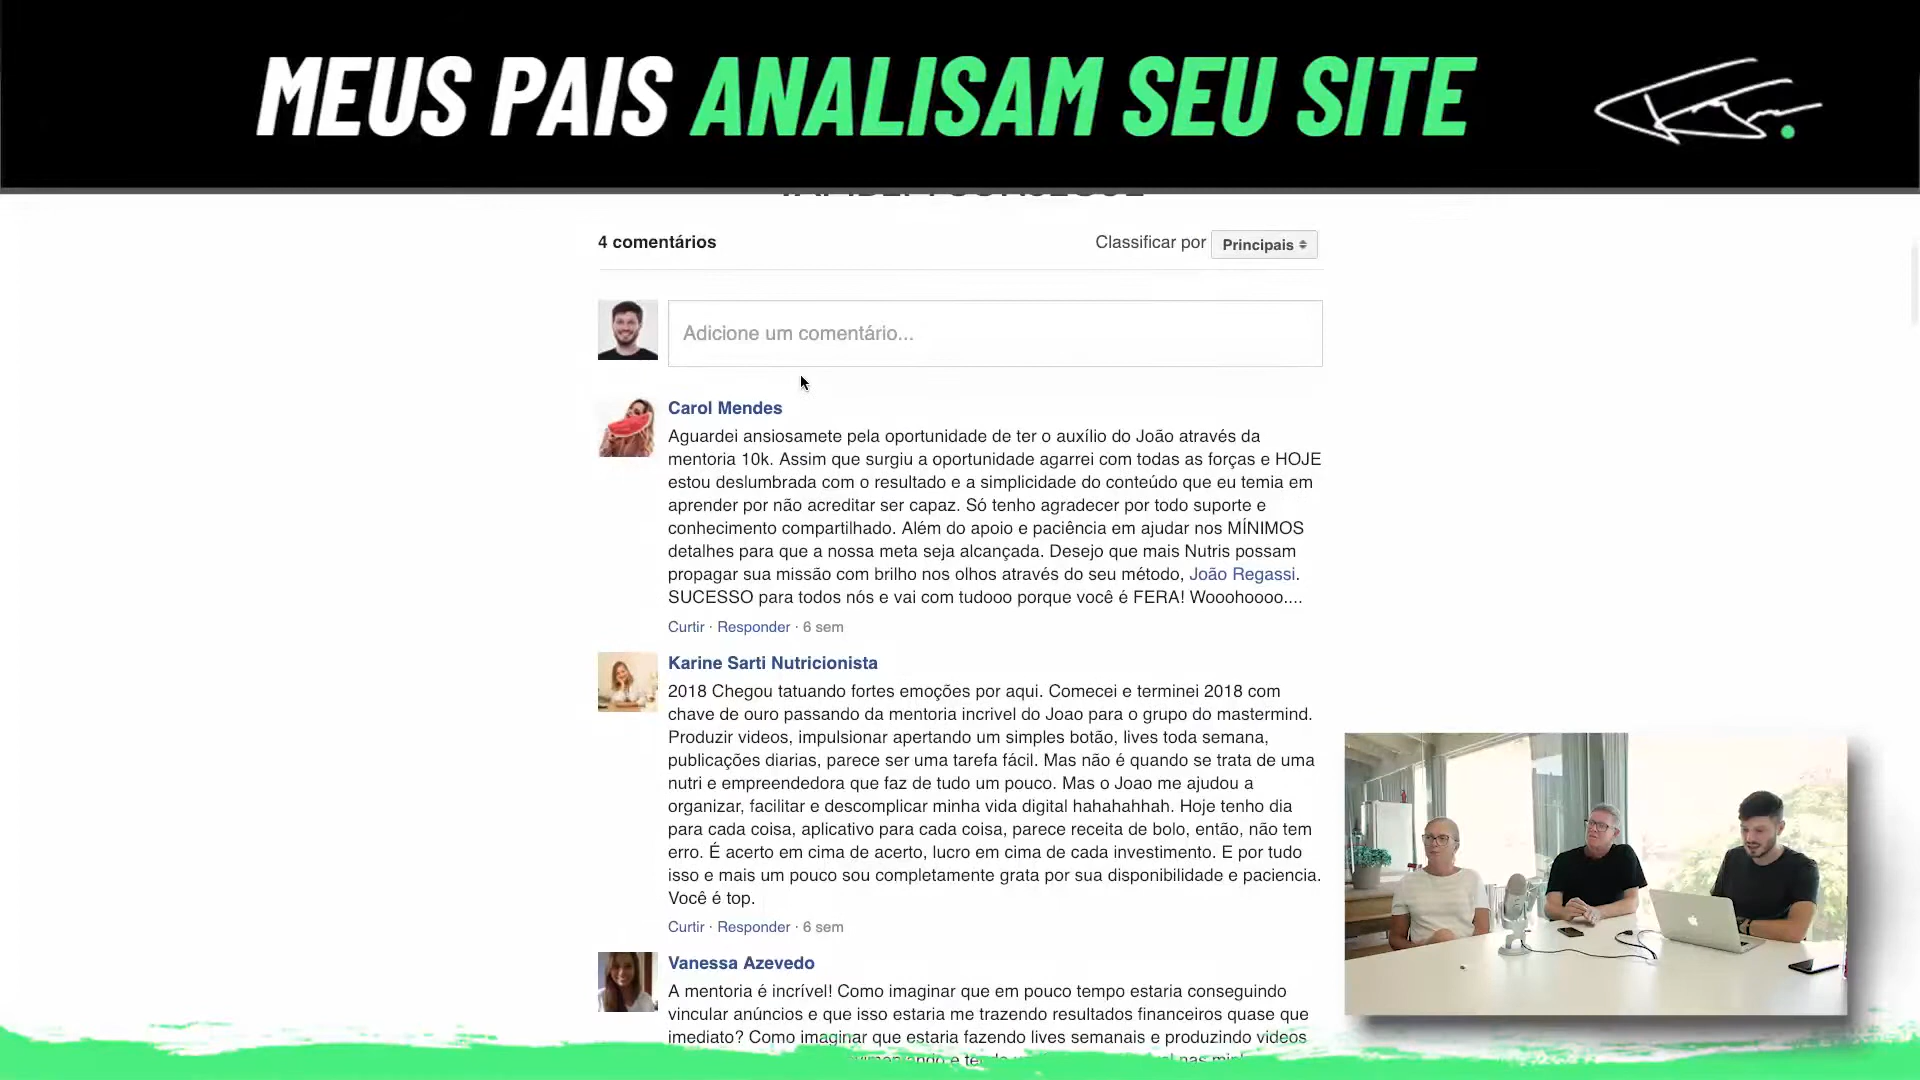 MEUS PAIS ANALISAM SEU SITE
4 comentários
Classificar por Principais
Adicione um comentário...
Carol Mendes
Aguardei ansiosamete pela oportunidade de ter o auxílio do João através da
mentoria 10k. Assim que surgiu a oportunidade agarrei com todas as forças e HOJE
estou deslumbrada com o resultado e a simplicidade do conteúdo que eu temia em
aprender por não acreditar ser capaz. Só tenho agradecer por todo suporte e
conhecimento compartilhado. Além do apoio e paciência em ajudar nos MÍNIMOS
detalhes para que a nossa meta seja alcançada. Desejo que mais Nutris possam
propagar sua missão com brilho nos olhos através do seu método, João Regassi.
SUCESSO para todos nós e vai com tudooo porque você é FERA! Wooohoooo....
Curtir · Responder · 6 sem
Karine Sarti Nutricionista
2018 Chegou tatuando fortes emoções por aqui. Comecei e terminei 2018 com
chave de ouro passando da mentoria incrivel do Joao para o grupo do mastermind.
Produzir videos, impulsionar apertando um simples botão, lives toda semana,
publicações diarias, parece ser uma tarefa fácil. Mas não é quando se trata de uma
nutri e empreendedora que faz de tudo um pouco. Mas o Joao me ajudou a
organizar, facilitar e descomplicar minha vida digital hahahahhah. Hoje tenho dia
para cada coisa, aplicativo para cada coisa, parece receita de bolo, então, não tem
erro. É acerto em cima de acerto, lucro em cima de cada investimento. E por tudo
isso e mais um pouco sou completamente grata por sua disponibilidade e paciencia.
Você é top.
Curtir · Responder · 6 sem
Vanessa Azevedo
A mentoria é incrível! Como imaginar que em pouco tempo estaria conseguindo
vincular anúncios e que isso estaria me trazendo resultados financeiros quase que
imediato? Como imaginar que estaria fazendo lives semanais e produzindo videos